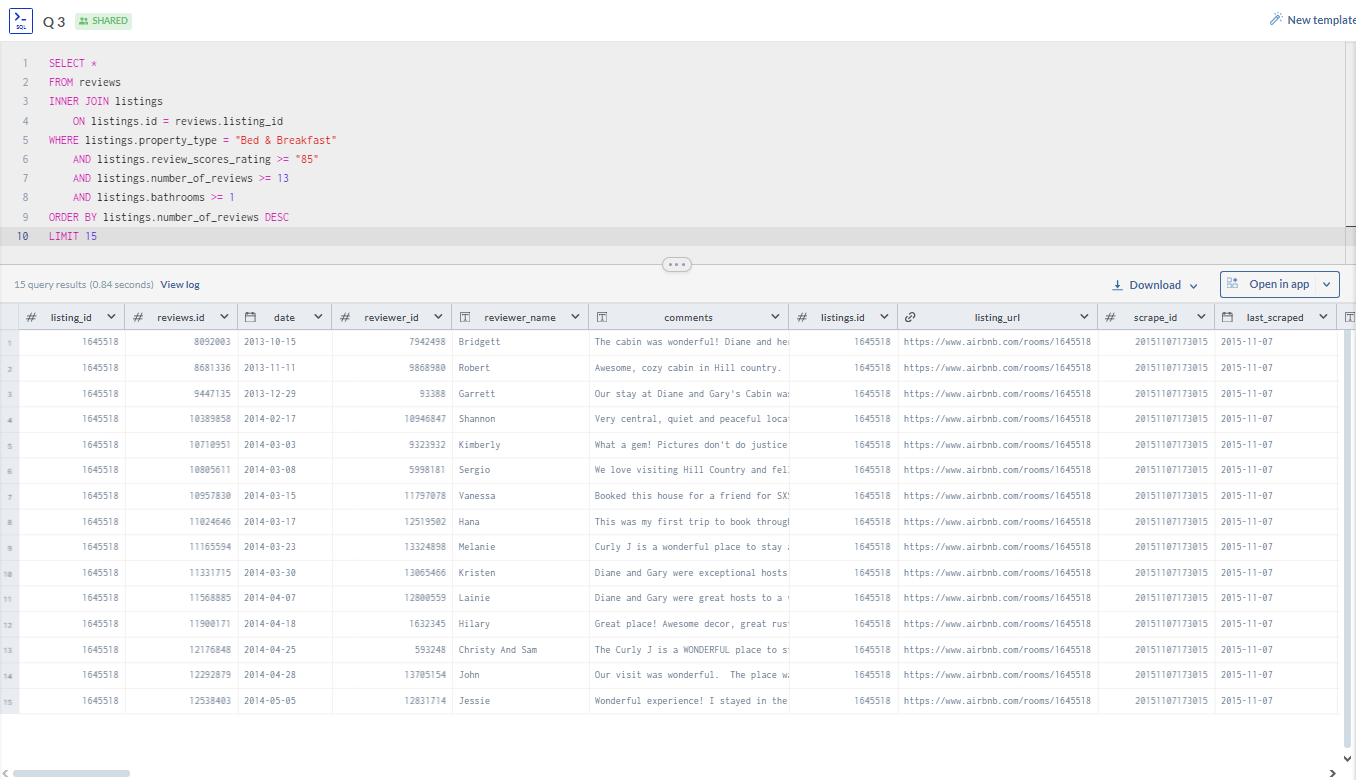 SQL
Q 3
SHARED
New template
1 SELECT *
2 FROM reviews
3 INNER JOIN listings
4 ON listings.id = reviews.listing_id
5 WHERE listings.property_type = "Bed & Breakfast"
6 AND listings.review_scores_rating >= "85"
7 AND listings.number_of_reviews >= 13
8 AND listings.bathrooms >= 1
9 ORDER BY listings.number_of_reviews DESC
10 LIMIT 15
15 query results (0.84 seconds) View log Download Open in app
# listing_id # reviews.id date # reviewer_id T reviewer_name T comments # listings.id listing_url # scrape_id last_scraped T
1 1645518 8092003 2013-10-15 7942498 Bridgett The cabin was wonderful! Diane and he 1645518 https://www.airbnb.com/rooms/1645518 20151107173015 2015-11-07
2 1645518 8681336 2013-11-11 9868980 Robert Awesome, cozy cabin in Hill country. 1645518 https://www.airbnb.com/rooms/1645518 20151107173015 2015-11-07
3 1645518 9447135 2013-12-29 93388 Garrett Our stay at Diane and Gary's Cabin wa 1645518 https://www.airbnb.com/rooms/1645518 20151107173015 2015-11-07
4 1645518 10389858 2014-02-17 10946847 Shannon Very central, quiet and peaceful loca 1645518 https://www.airbnb.com/rooms/1645518 20151107173015 2015-11-07
5 1645518 10710951 2014-03-03 9323932 Kimberly What a gem! Pictures don't do justice 1645518 https://www.airbnb.com/rooms/1645518 20151107173015 2015-11-07
6 1645518 10805611 2014-03-08 5998181 Sergio We love visiting Hill Country and fel 1645518 https://www.airbnb.com/rooms/1645518 20151107173015 2015-11-07
7 1645518 10957830 2014-03-15 11797078 Vanessa Booked this house for a friend for SX 1645518 https://www.airbnb.com/rooms/1645518 20151107173015 2015-11-07
8 1645518 11024646 2014-03-17 12519502 Hana This was my first trip to book throug 1645518 https://www.airbnb.com/rooms/1645518 20151107173015 2015-11-07
9 1645518 11165594 2014-03-23 13324898 Melanie Curly J is a wonderful place to stay 1645518 https://www.airbnb.com/rooms/1645518 20151107173015 2015-11-07
10 1645518 11331715 2014-03-30 13065466 Kristen Diane and Gary were exceptional hosts 1645518 https://www.airbnb.com/rooms/1645518 20151107173015 2015-11-07
11 1645518 11568885 2014-04-07 12800559 Lainie Diane and Gary were great hosts to a 1645518 https://www.airbnb.com/rooms/1645518 20151107173015 2015-11-07
12 1645518 11900171 2014-04-18 1632345 Hilary Great place! Awesome decor, great rus 1645518 https://www.airbnb.com/rooms/1645518 20151107173015 2015-11-07
13 1645518 12176848 2014-04-25 593248 Christy And Sam The Curly J is a WONDERFUL place to s 1645518 https://www.airbnb.com/rooms/1645518 20151107173015 2015-11-07
14 1645518 12292879 2014-04-28 13705154 John Our visit was wonderful. The place w 1645518 https://www.airbnb.com/rooms/1645518 20151107173015 2015-11-07
15 1645518 12538403 2014-05-05 12831714 Jessie Wonderful experience! I stayed in the 1645518 https://www.airbnb.com/rooms/1645518 20151107173015 2015-11-07